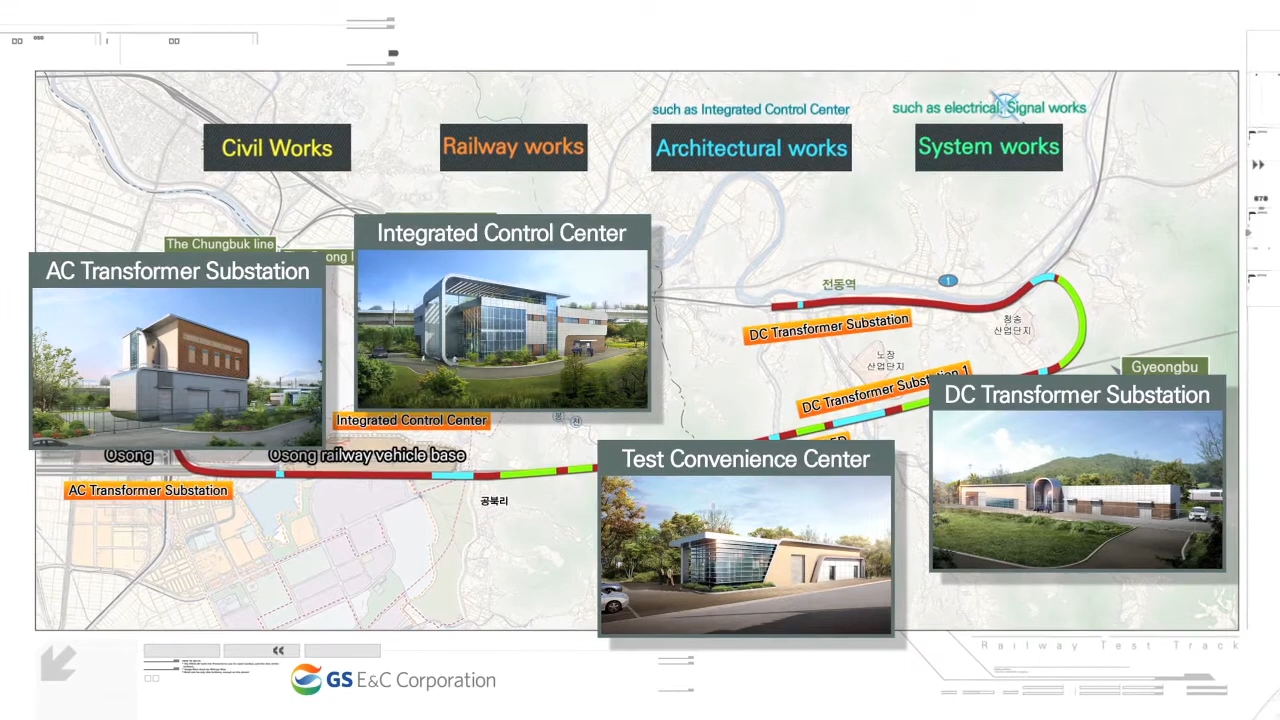 such as Integrated Control Center
such as electrical, Signal works
Civil Works
Railway works
Architectural works
System works
Integrated Control Center
The Chungbuk line
AC Transformer Substation
전동역
1
DC Transformer Substation
청송
산업단지
노장
산업단지
Gyeongbu
DC Transformer Substation 1
DC Transformer Substation
Integrated Control Center
Test Convenience Center
Osong
Osong railway vehicle base
AC Transformer Substation
공북리
Railway Test Track
GS E&C Corporation